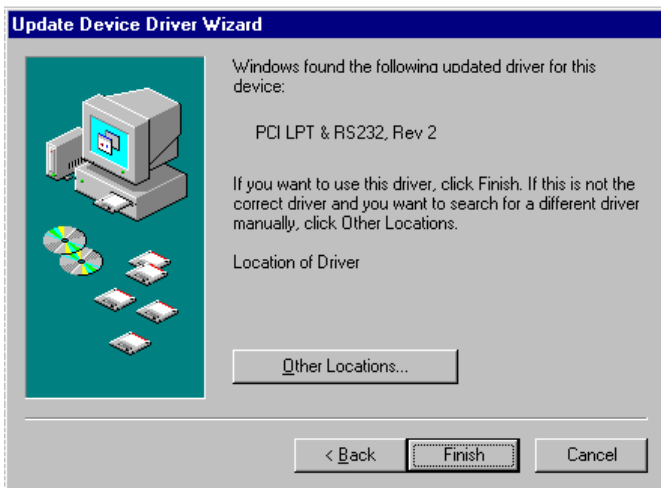 Update Device Driver Wizard
Windows found the following updated driver for this
device:
PCI LPT & RS232, Rev 2
If you want to use this driver, click Finish. If this is not the
correct driver and you want to search for a different driver
manually, click Other Locations.
Location of Driver
Other Locations...
< Back
Finish
Cancel